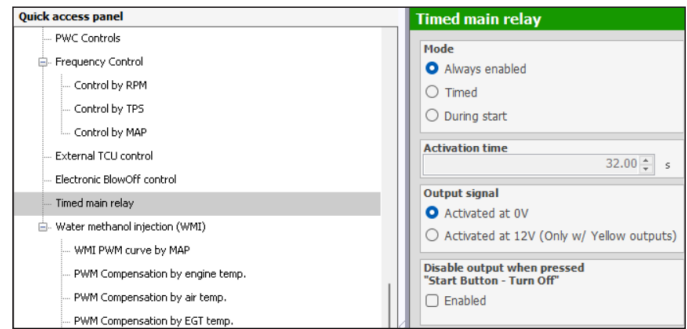 Quick access panel
PWC Controls
Frequency Control
Control by RPM
Control by TPS
Control by MAP
External TCU control
Electronic BlowOff control
Timed main relay
Water methanol injection (WMI)
WMI PWM curve by MAP
PWM Compensation by engine temp.
PWM Compensation by air temp.
PWM Compensation by EGT temp.
Timed main relay
Mode
Always enabled
Timed
During start
Activation time
32.00 s
Output signal
Activated at 0V
Activated at 12V (Only w/ Yellow outputs)
Disable output when pressed
"Start Button - Turn Off"
Enabled